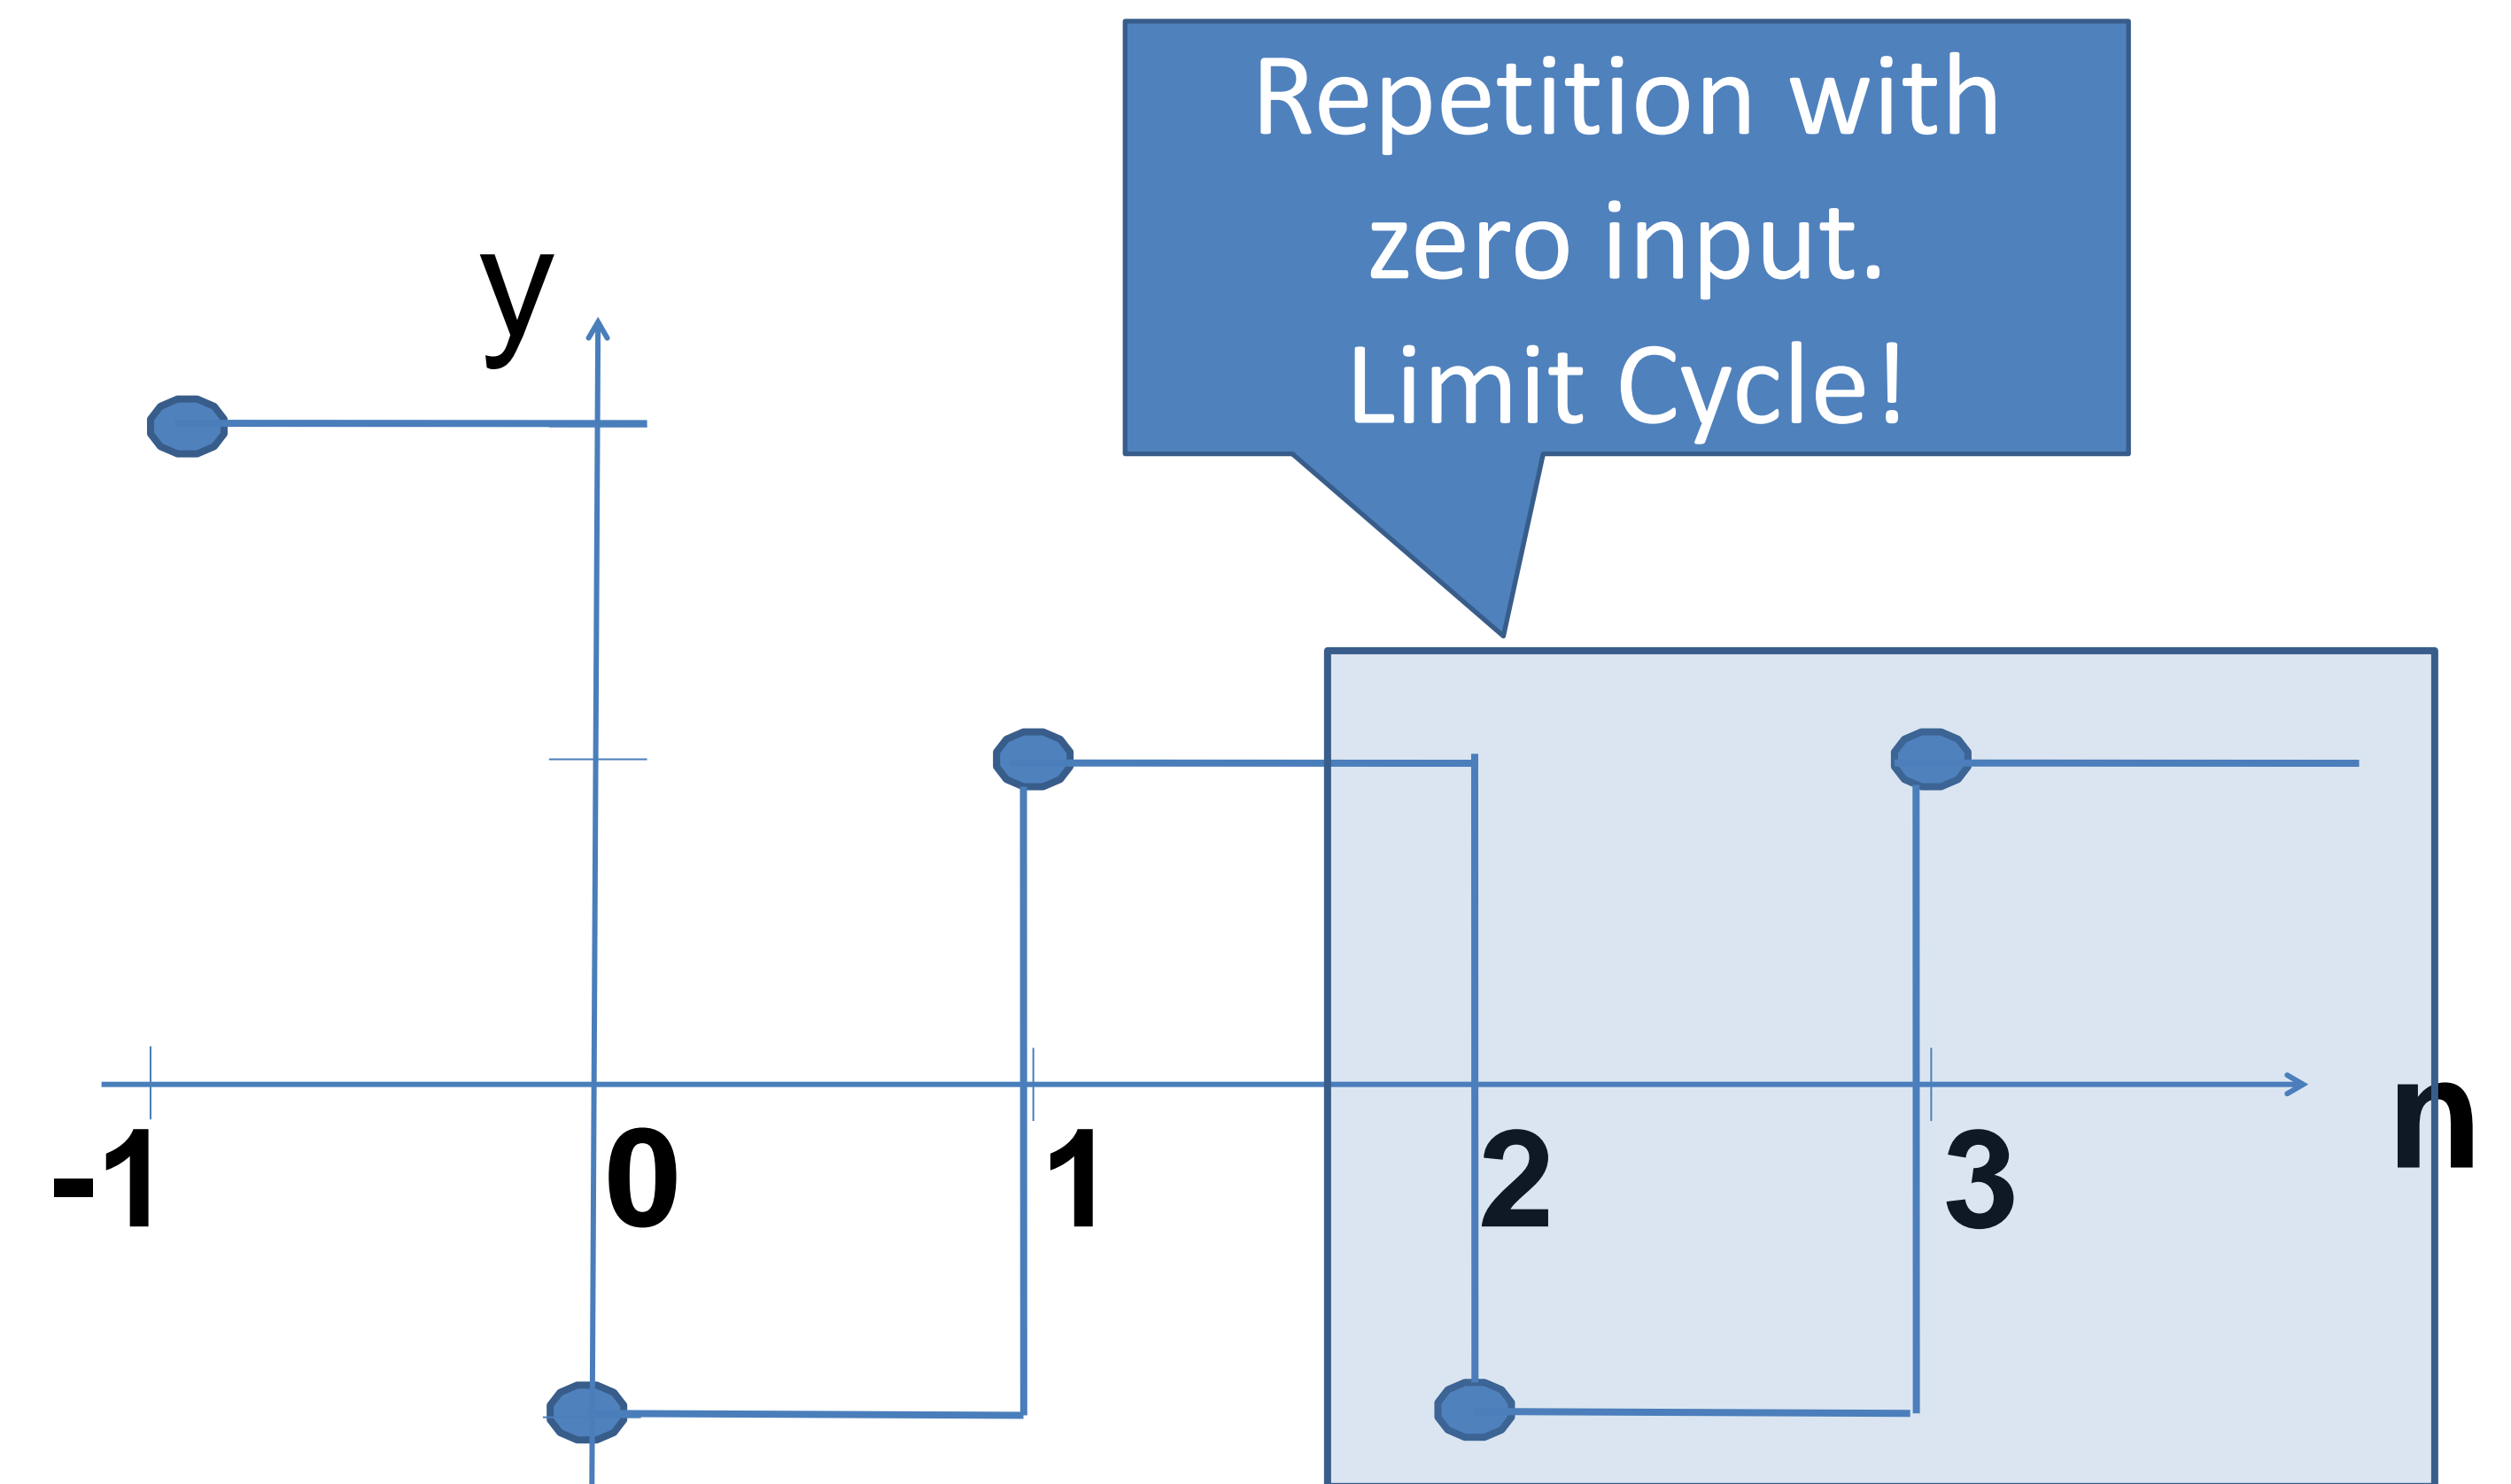 Repetition with
zero input.
Limit Cycle!
y
n
-1 0 1 2 3